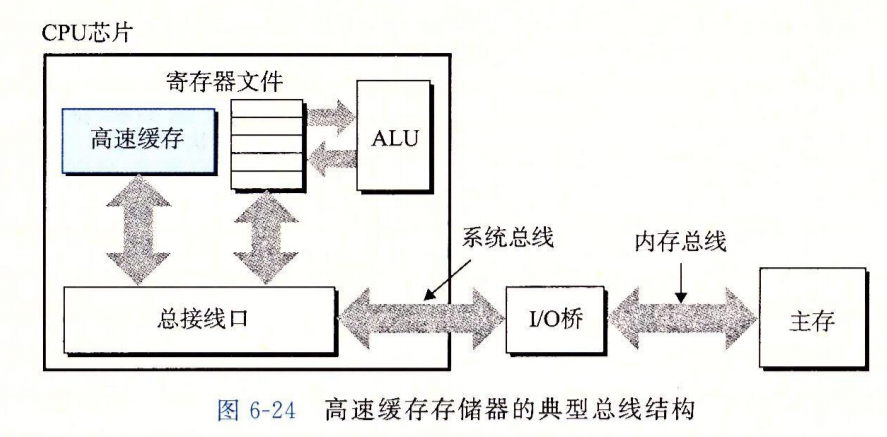 CPU芯片
寄存器文件
高速缓存
ALU
系统总线
内存总线
总接线口
I/O桥
主存
图 6-24 高速缓存存储器的典型总线结构